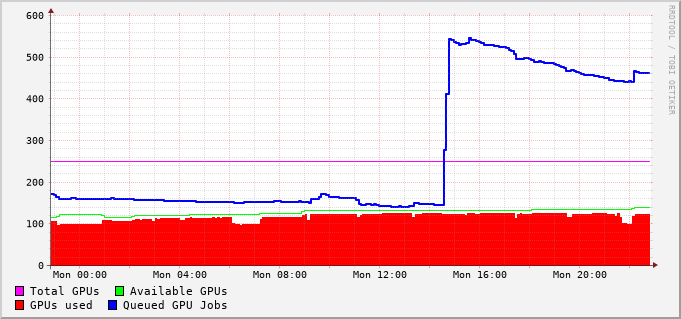 600
500
400
300
200
100
0
Mon 00:00 Mon 04:00 Mon 08:00 Mon 12:00 Mon 16:00 Mon 20:00
Total GPUs Available GPUs
GPUs used Queued GPU Jobs
RRDTOOL / TOBI OETIKER